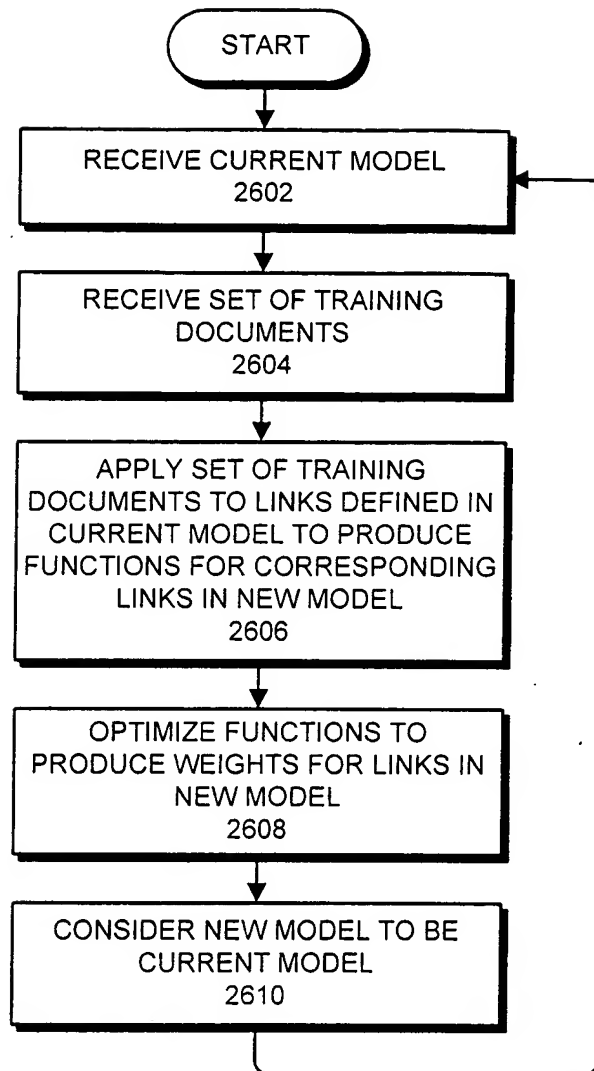 START
RECEIVE CURRENT MODEL
2602
RECEIVE SET OF TRAINING
DOCUMENTS
2604
APPLY SET OF TRAINING
DOCUMENTS TO LINKS DEFINED IN
CURRENT MODEL TO PRODUCE
FUNCTIONS FOR CORRESPONDING
LINKS IN NEW MODEL
2606
OPTIMIZE FUNCTIONS TO
PRODUCE WEIGHTS FOR LINKS IN
NEW MODEL
2608
CONSIDER NEW MODEL TO BE
CURRENT MODEL
2610